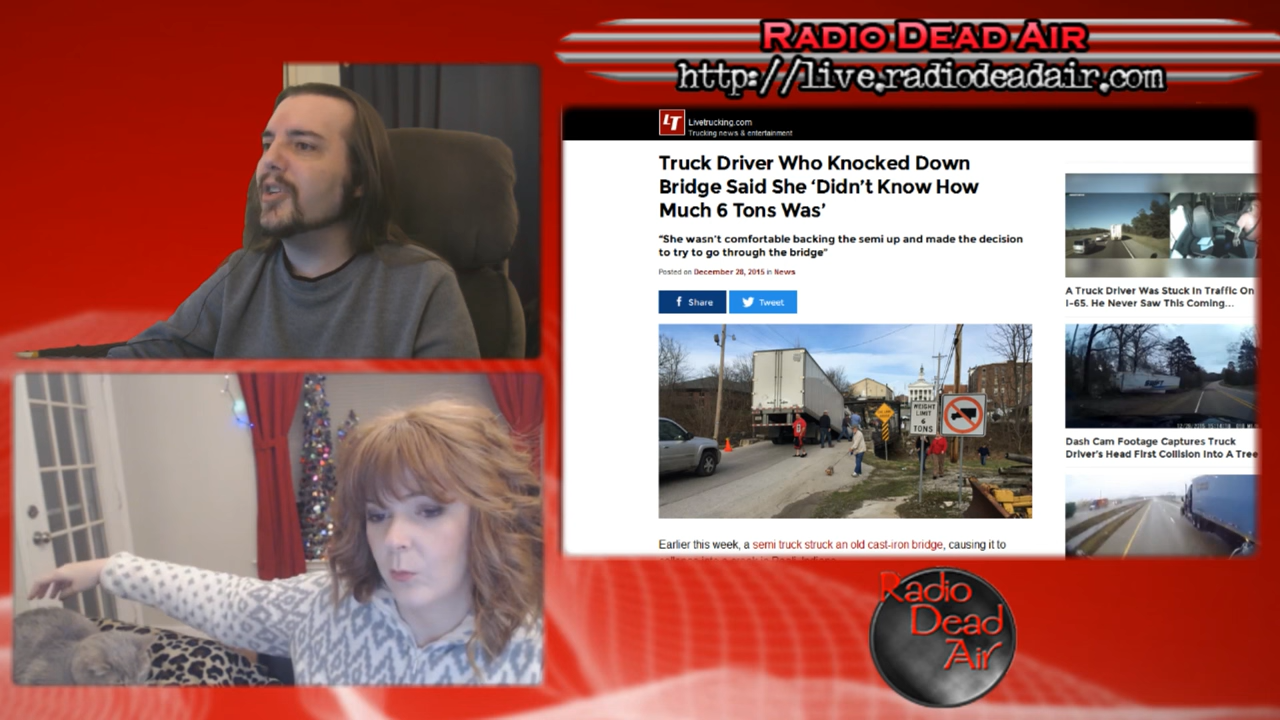 RADIO DEAD AIR
http://live.radiodeadair.com
LT
Livetrucking.com
Trucking news & entertainment
Truck Driver Who Knocked Down
Bridge Said She ‘Didn’t Know How
Much 6 Tons Was’
“She wasn’t comfortable backing the semi up and made the decision
to try to go through the bridge”
Posted on December 28, 2015 in News
f Share
Tweet
WEIGHT
LIMIT
6
TONS
Earlier this week, a semi truck struck an old cast-iron bridge, causing it to
A Truck Driver Was Stuck In Traffic On
I-65. He Never Saw This Coming...
Dash Cam Footage Captures Truck
Driver's Head First Collision Into A Tree
Radio
Dead
Air